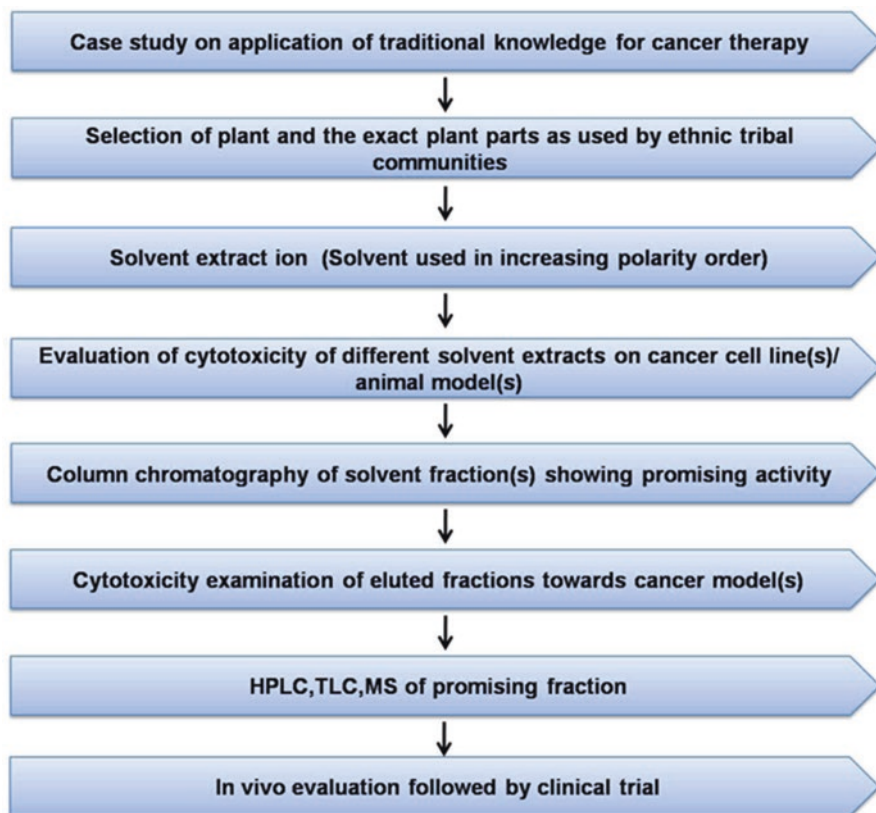 Case study on application of traditional knowledge for cancer therapy
Selection of plant and the exact plant parts as used by ethnic tribal
communities
Solvent extract ion (Solvent used in increasing polarity order)
Evaluation of cytotoxicity of different solvent extracts on cancer cell line(s)/
animal model(s)
Column chromatography of solvent fraction(s) showing promising activity
Cytotoxicity examination of eluted fractions towards cancer model(s)
HPLC,TLC,MS of promising fraction
In vivo evaluation followed by clinical trial